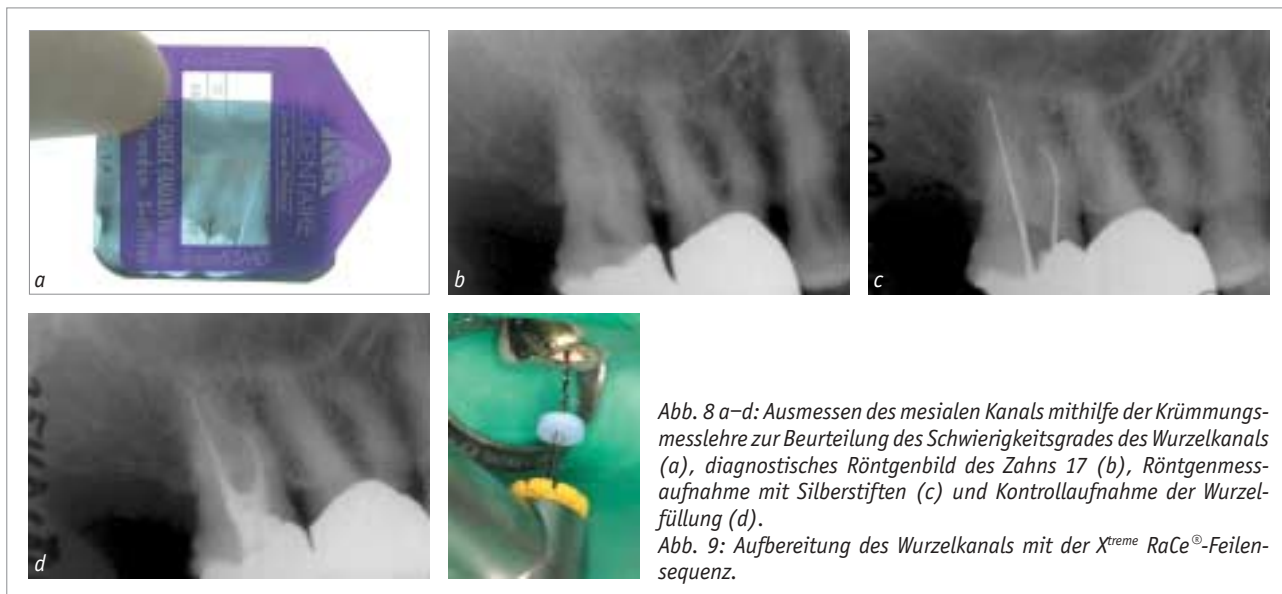 a
b
c
d
Abb. 8 a–d: Ausmessen des mesialen Kanals mithilfe der Krümmungs-
messlehre zur Beurteilung des Schwierigkeitsgrades des Wurzelkanals
(a), diagnostisches Röntgenbild des Zahns 17 (b), Röntgenmess-
aufnahme mit Silberstiften (c) und Kontrollaufnahme der Wurzel-
füllung (d).
Abb. 9: Aufbereitung des Wurzelkanals mit der Xtreme RaCe®-Feilen-
sequenz.